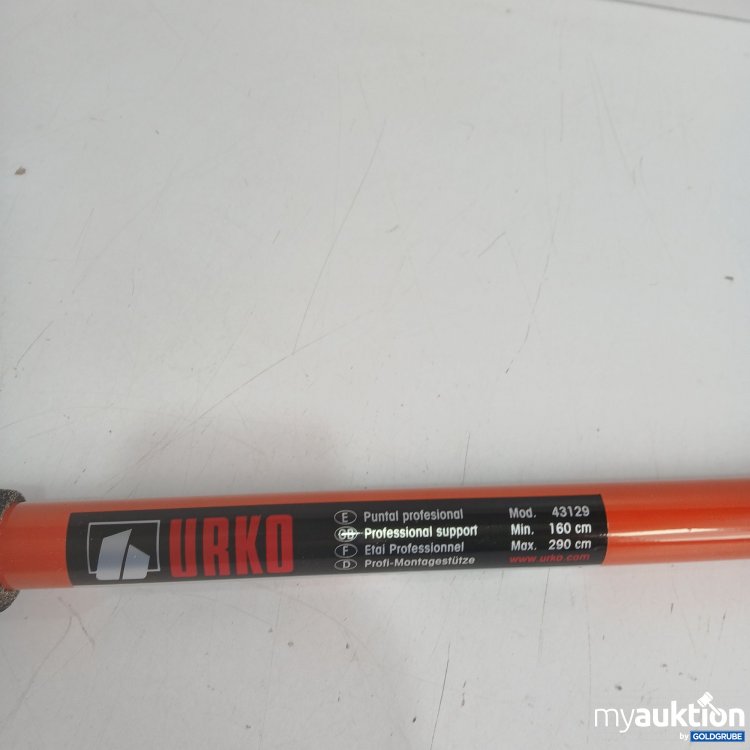 URKO
E Puntal profesional
GB Professional support
F Etai Professionnel
D Profi-Montagestütze
Mod. 43129
Min. 160 cm
Max. 290 cm
www.urko.com
myauktion
by GOLDGRUBE